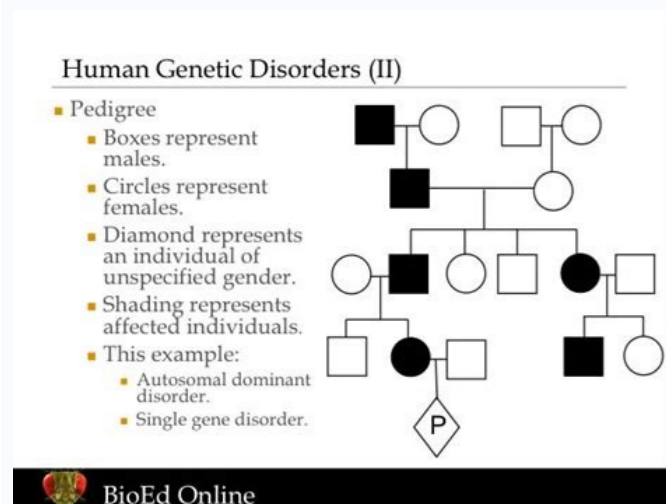 Human Genetic Disorders (II)
Pedigree
Boxes represent
males.
Circles represent
females.
Diamond represents
an individual of
unspecified gender.
Shading represents
affected individuals.
This example:
Autosomal dominant
disorder.
Single gene disorder.
P
BioEd Online